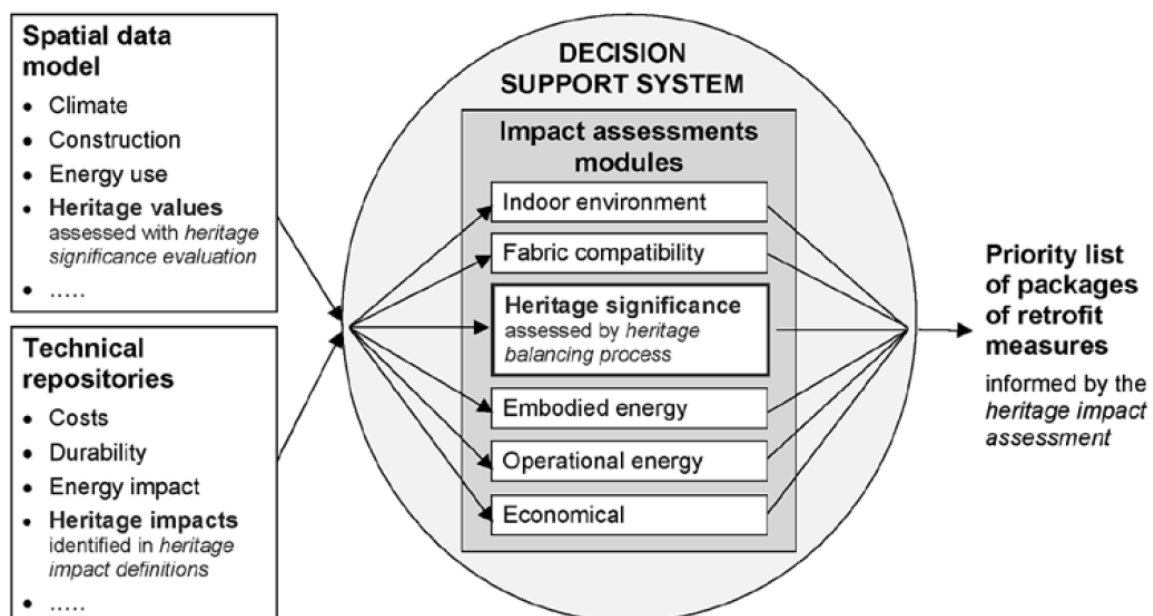 Spatial data
model
• Climate
• Construction
• Energy use
• Heritage values
assessed with heritage
significance evaluation
• .....
Technical
repositories
• Costs
• Durability
• Energy impact
• Heritage impacts
identified in heritage
impact definitions
• .....
DECISION
SUPPORT SYSTEM
Impact assessments
modules
Indoor environment
Fabric compatibility
Heritage significance
assessed by heritage
balancing process
Embodied energy
Operational energy
Economical
Priority list
of packages
of retrofit
measures
informed by the
heritage impact
assessment